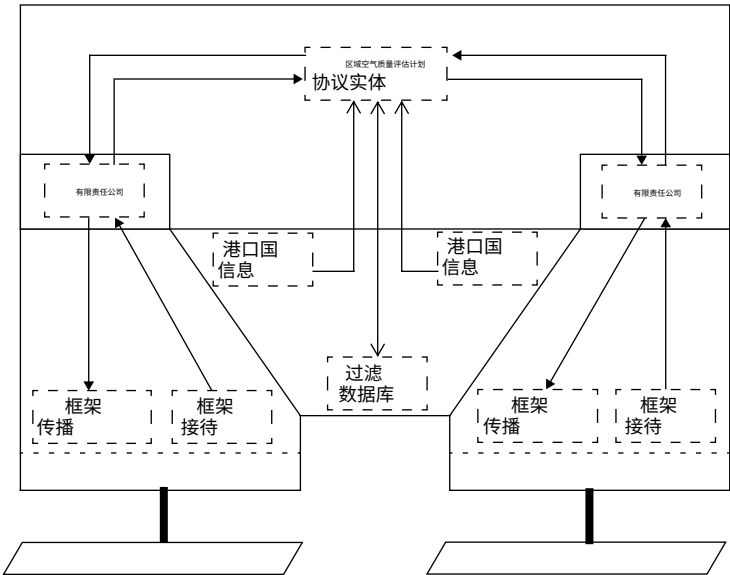 区域空气质量评估计划
协议实体
有限责任公司
有限责任公司
港口国
信息
港口国
信息
过滤
数据库
框架
传播
框架
接待
框架
传播
框架
接待